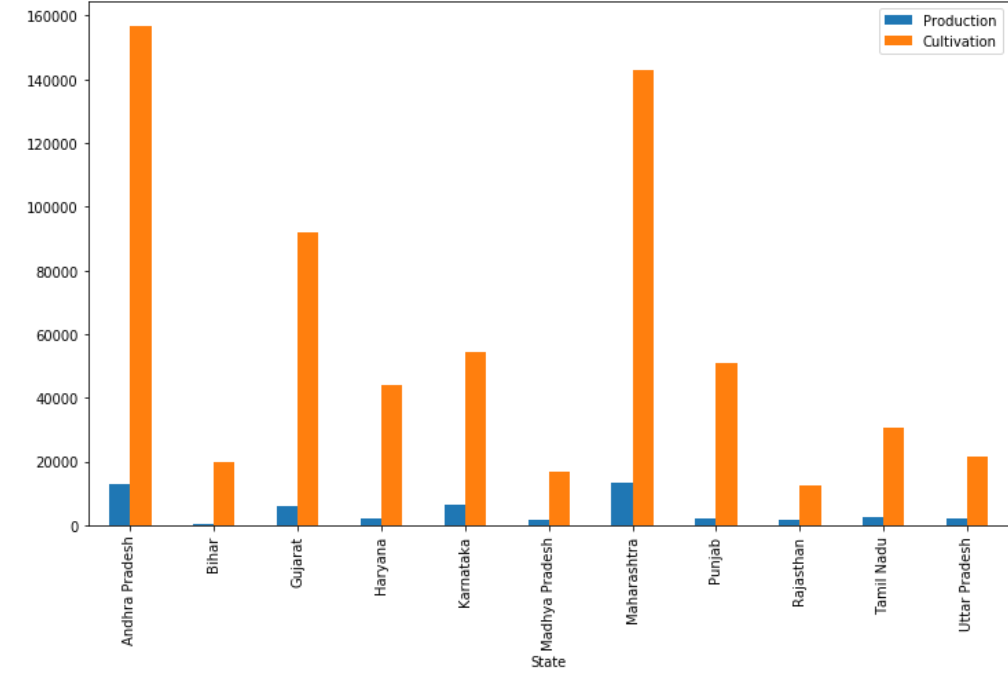 160000
140000
120000
100000
80000
60000
40000
20000
0
Production
Cultivation
Andhra Pradesh
Bihar
Gujarat
Haryana
Karnataka
Madhya Pradesh
Maharashtra
Punjab
Rajasthan
Tamil Nadu
Uttar Pradesh
State